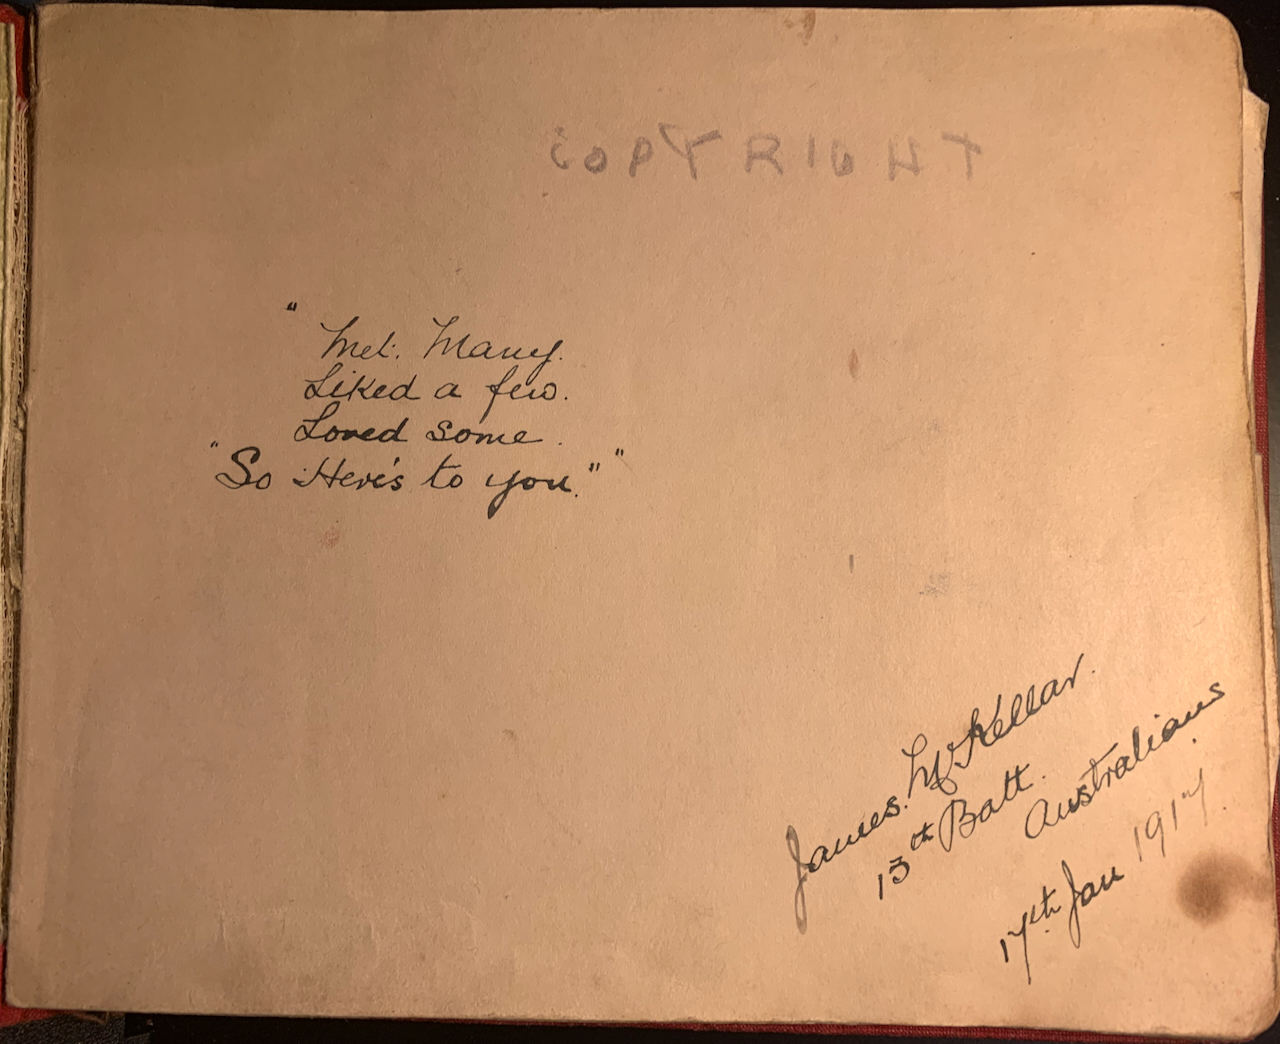 COPYRIGHT
"
Met. Many.
Liked a few.
Loved some.
"So Here's to you." "
James. McKellar.
13th Batt.
Australians
17th Jan 1917.